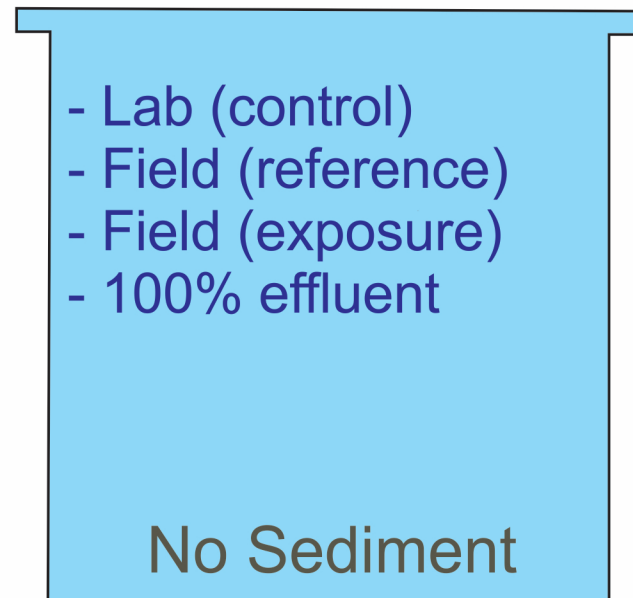 - Lab (control)
- Field (reference)
- Field (exposure)
- 100% effluent
No Sediment